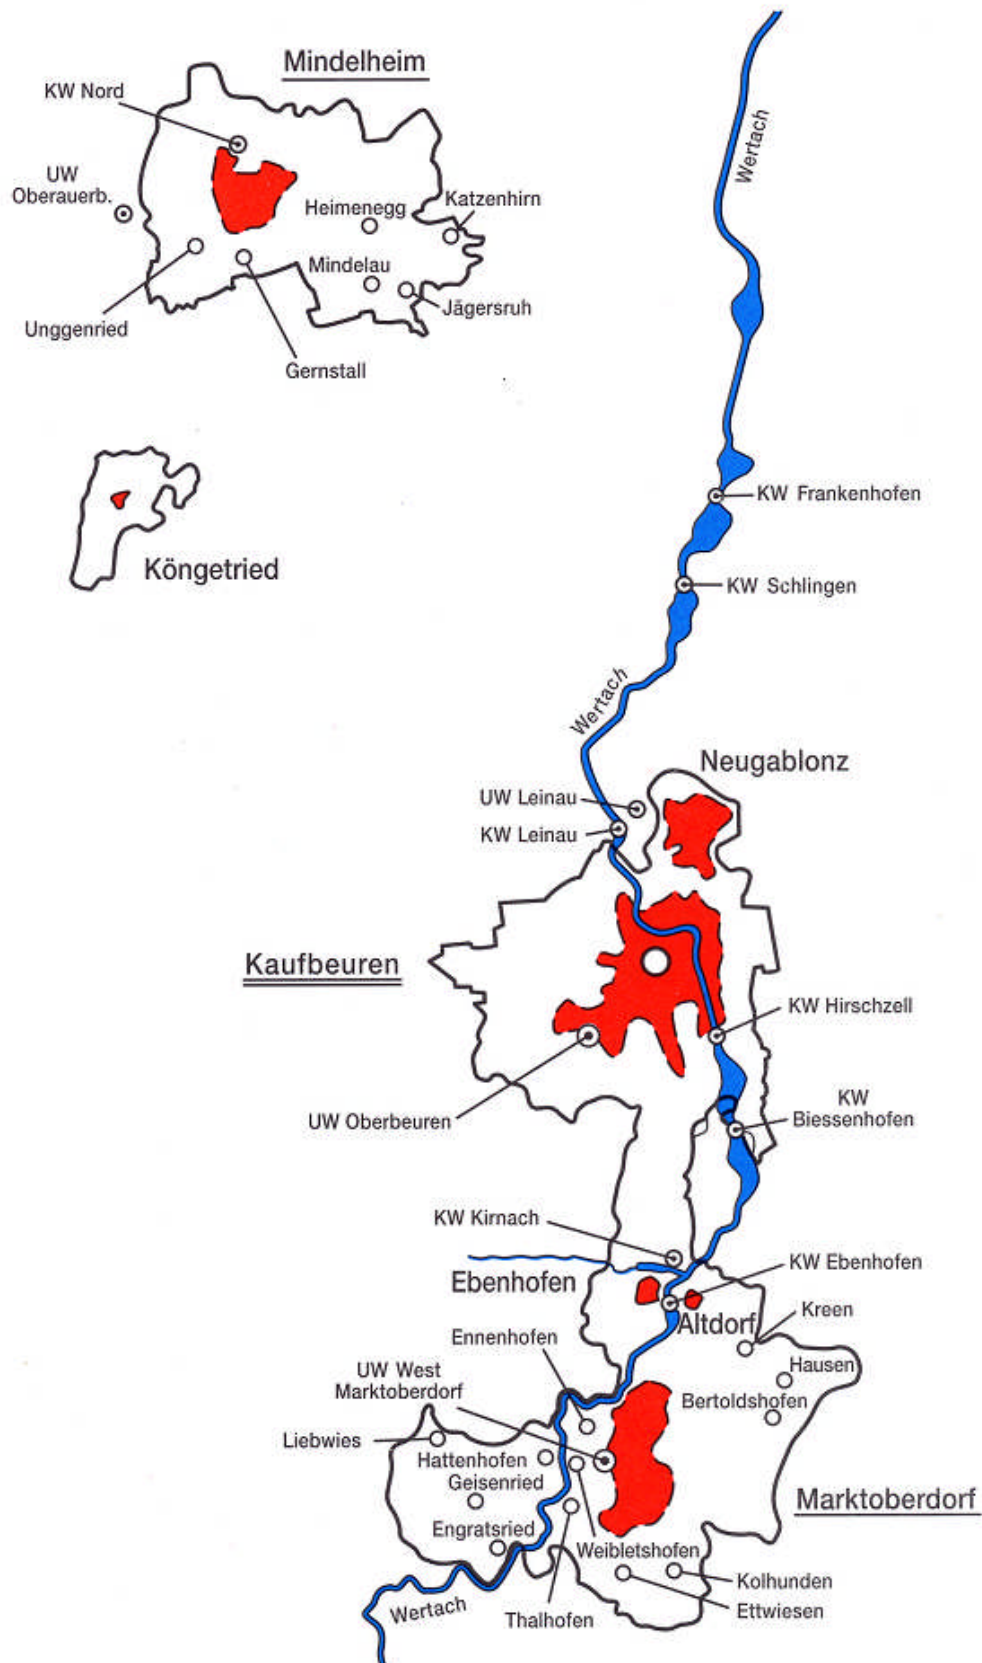 Mindelheim
KW Nord
UW
Oberauerb.
Heimenegg
Katzenhirn
Mindelau
Jägersruh
Unggenried
Gernstall
Wertach
Köngetried
KW Frankenhofen
KW Schlingen
Wertach
Neugablonz
UW Leinau
KW Leinau
Kaufbeuren
KW Hirschzell
KW
Biessenhofen
UW Oberbeuren
KW Kirnach
KW Ebenhofen
Ebenhofen
Kreen
Altdorf
Ennenhofen
Hausen
UW West
Marktoberdorf
Bertoldshofen
Liebwies
Hattenhofen
Geisenried
Marktoberdorf
Engratsried
Weibletshofen
Kolhunden
Wertach
Thalhofen
Ettwiesen